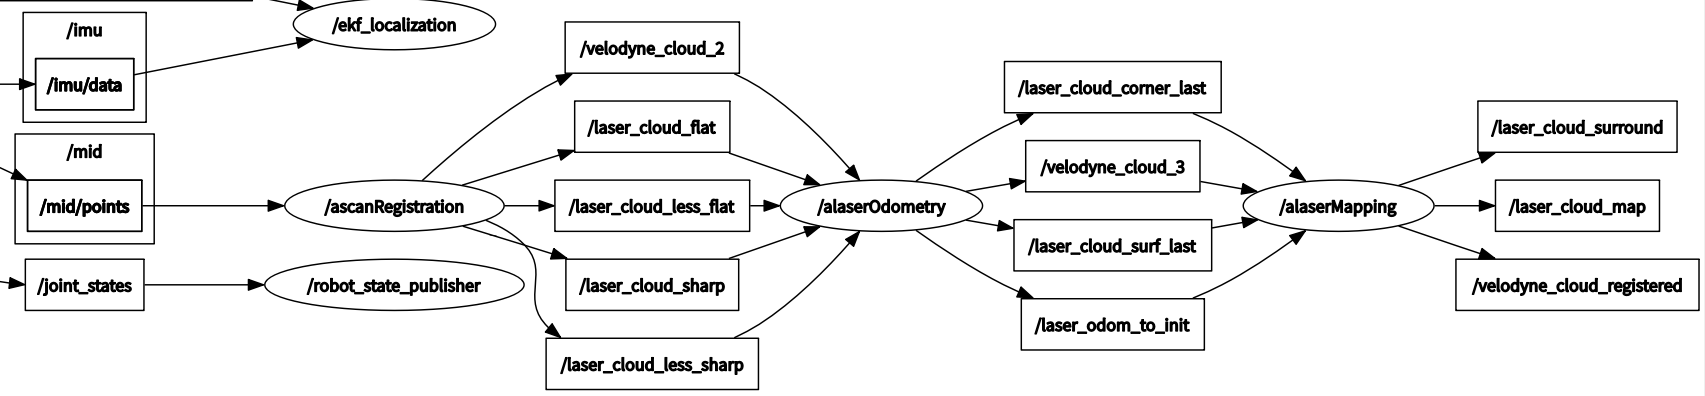 /imu
/imu/data
/mid
/mid/points
/joint_states
/ekf_localization
/ascanRegistration
/robot_state_publisher
/velodyne_cloud_2
/laser_cloud_flat
/laser_cloud_less_flat
/laser_cloud_sharp
/laser_cloud_less_sharp
/alaserOdometry
/laser_cloud_corner_last
/velodyne_cloud_3
/laser_cloud_surf_last
/laser_odom_to_init
/alaserMapping
/laser_cloud_surround
/laser_cloud_map
/velodyne_cloud_registered